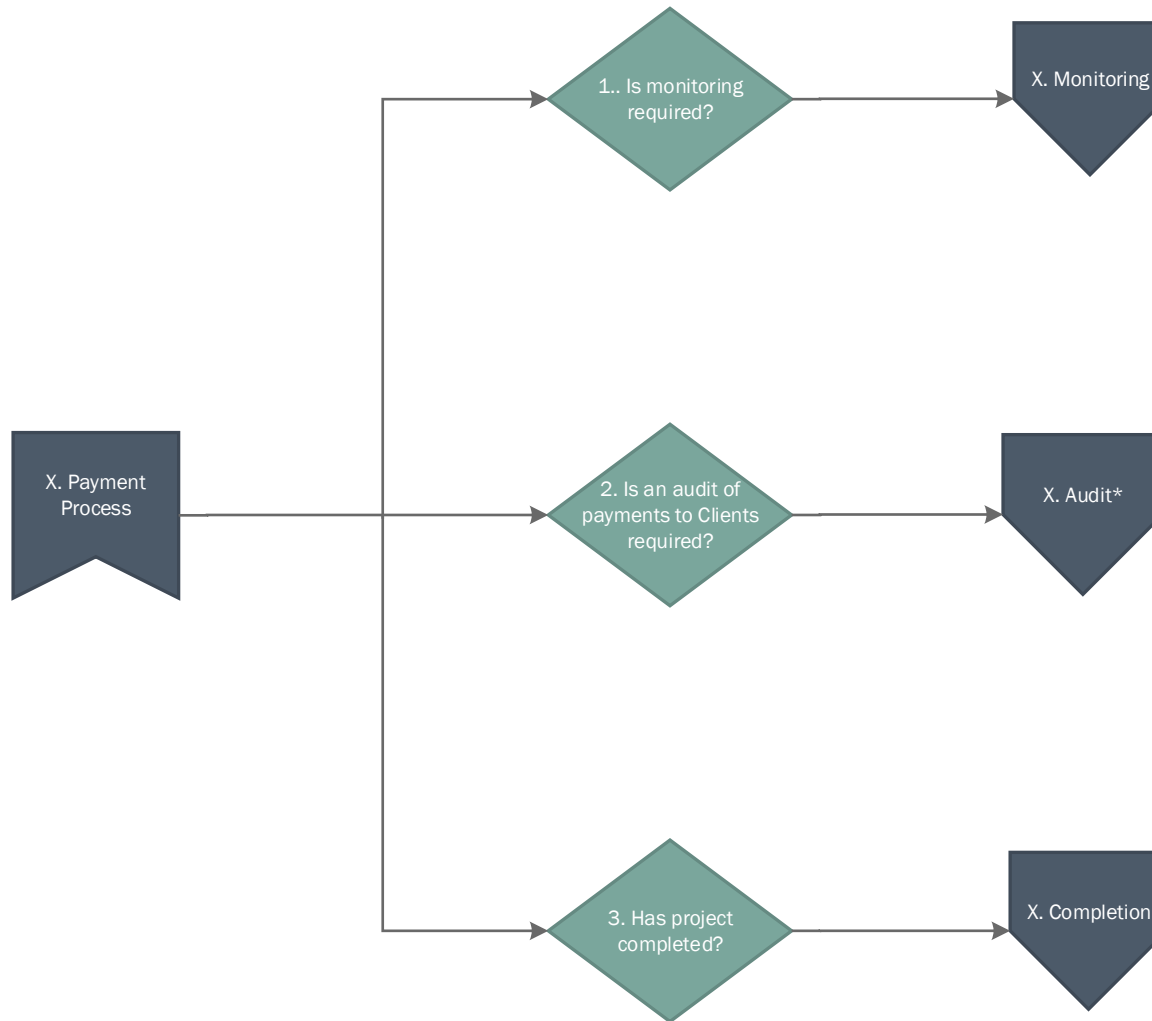 1.. Is monitoring
required?
X. Monitoring
X. Payment
Process
2. Is an audit of
payments to Clients
required?
X. Audit*
3. Has project
completed?
X. Completion